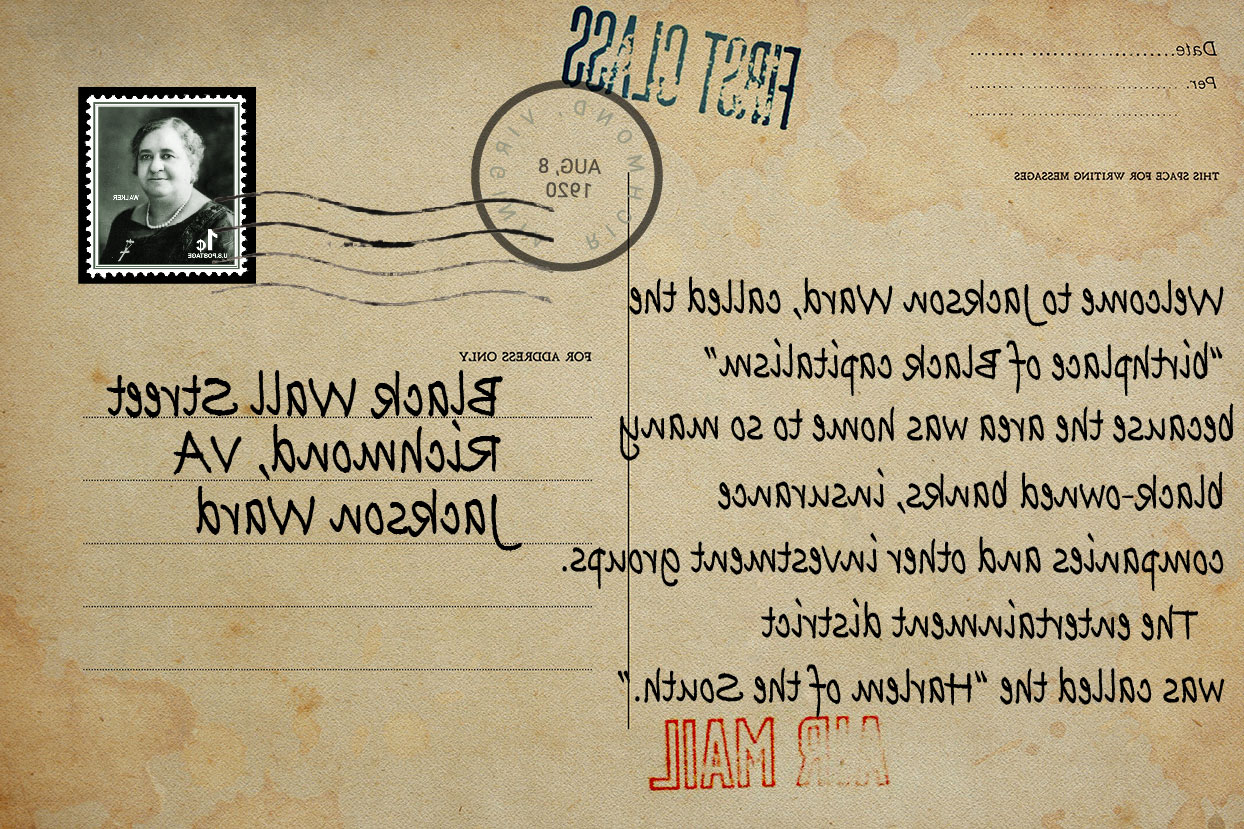 FIRST CLASS
Date
Per.
THIS SPACE FOR WRITING MESSAGES
Welcome to Jackson Ward, called the
"birthplace of Black capitalism"
because the area was home to so many
black-owned banks, insurance
companies and other investment groups.
The entertainment district
was called the "Harlem of the South."
AIR MAIL
RICHMOND, VIRGINIA
AUG, 8
1920
WALKER
1¢
U.S.POSTAGE
FOR ADDRESS ONLY
Black Wall Street
Richmond, VA
Jackson Ward